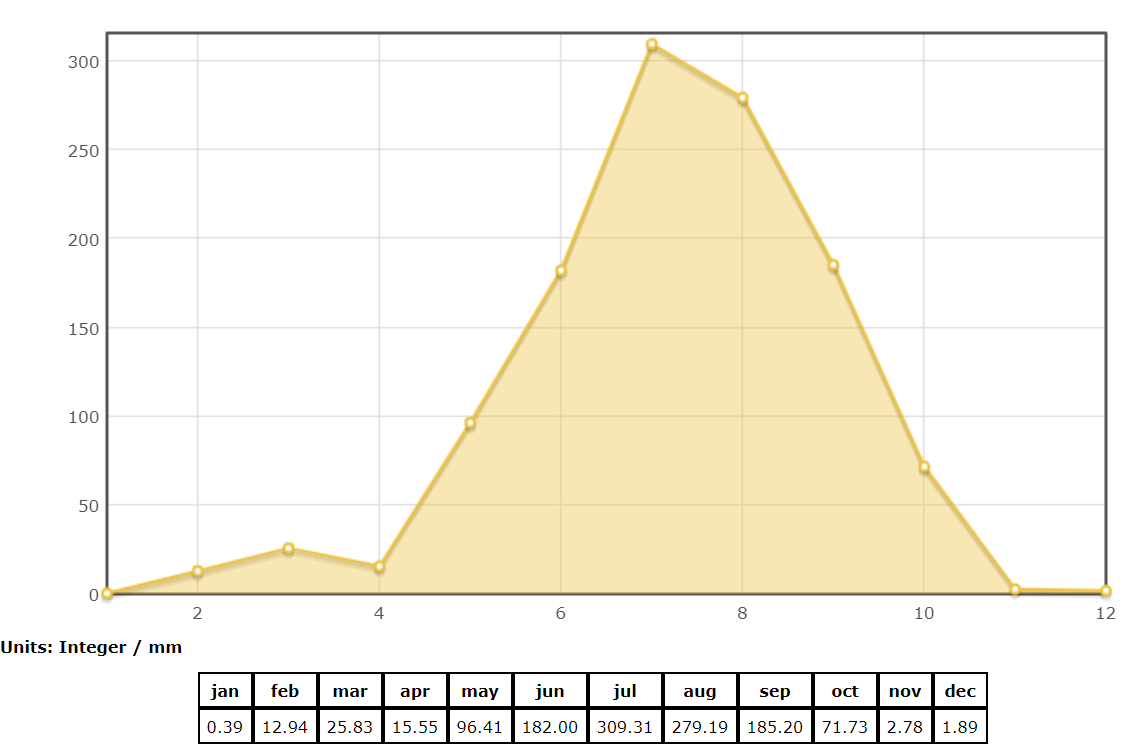 300
250
200
150
100
50
0
2 4 6 8 10 12
Units: Integer / mm
jan feb mar apr may jun jul aug sep oct nov dec
0.39 12.94 25.83 15.55 96.41 182.00 309.31 279.19 185.20 71.73 2.78 1.89